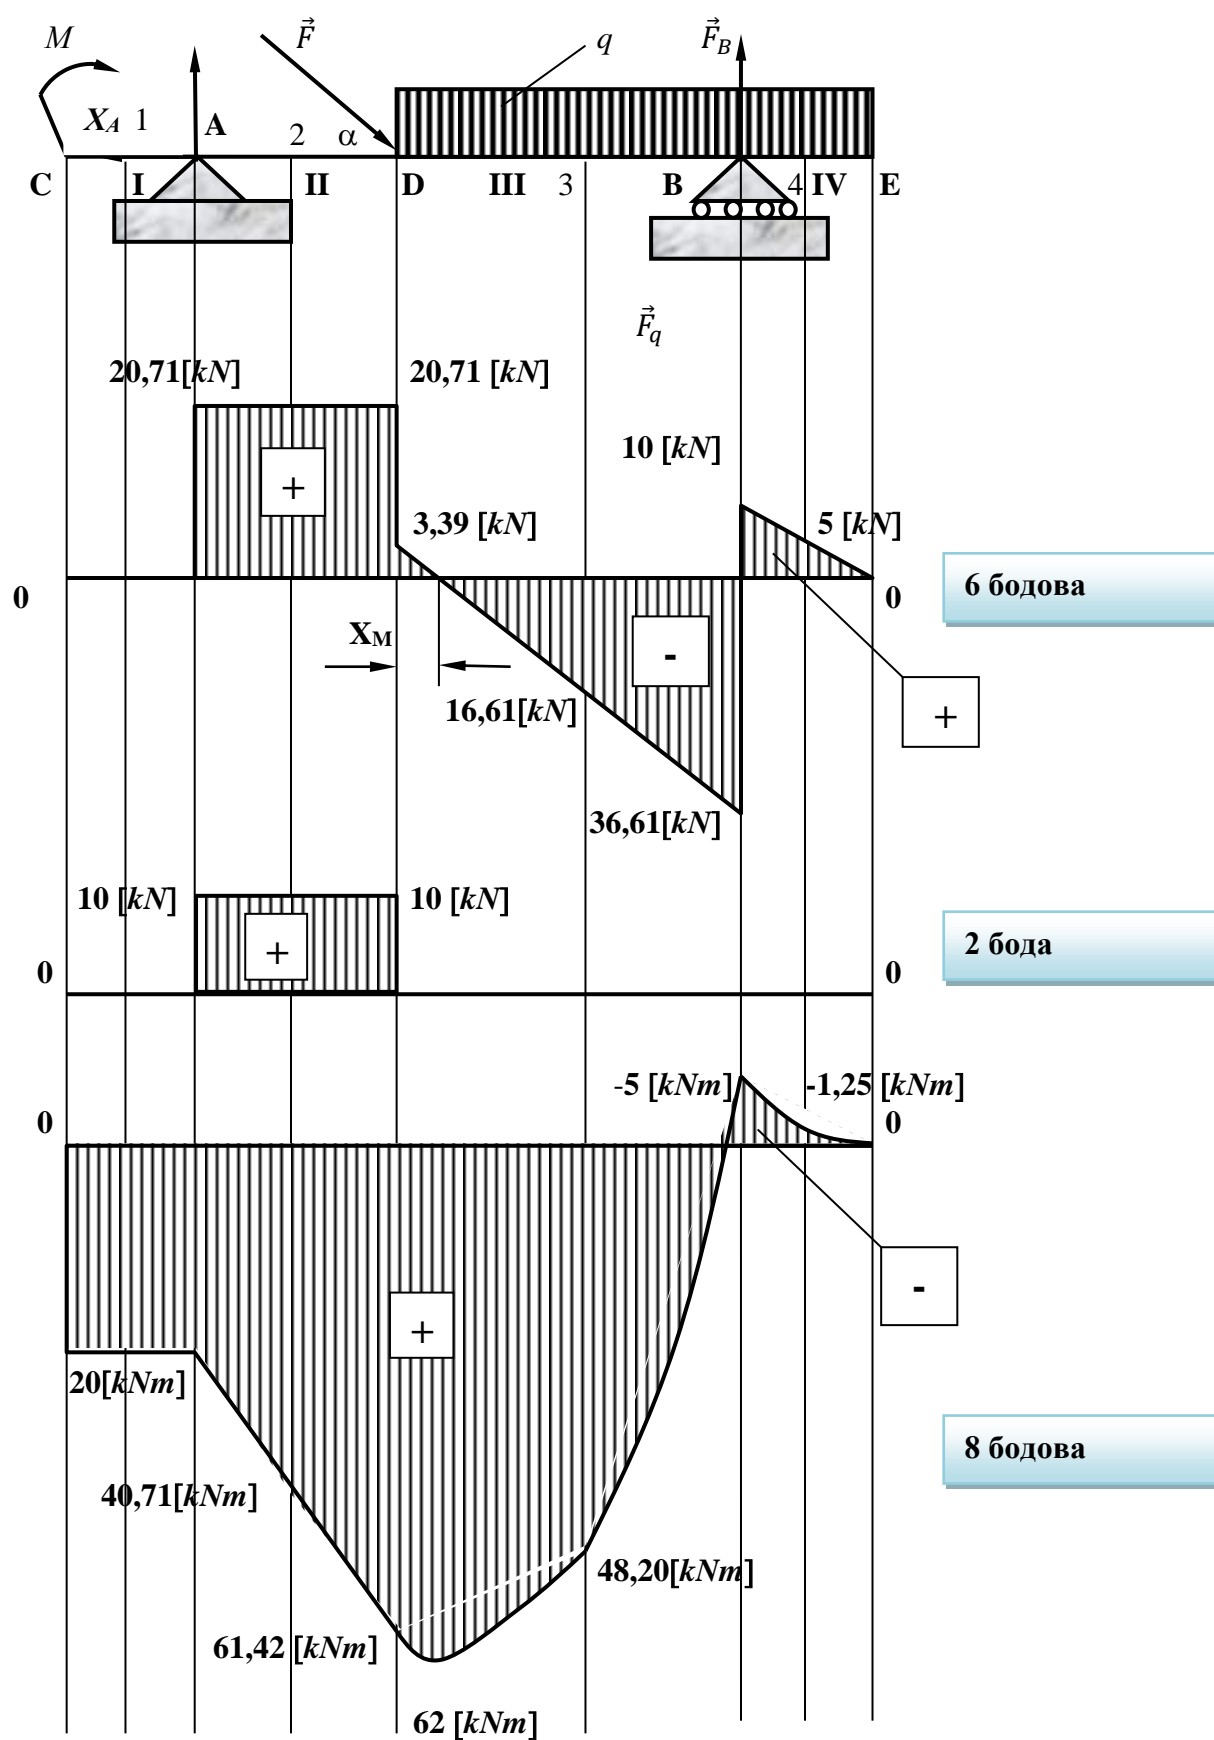 M
F⃗
q
F⃗_B
X_A 1
A
2
α
C
I
II
D
III
3
B
4
IV
E
F⃗_q
20,71[kN]
20,71 [kN]
10 [kN]
+
3,39 [kN]
5 [kN]
6 бодова
0
0
X_M
-
16,61[kN]
+
36,61[kN]
10 [kN]
10 [kN]
+
2 бода
0
0
-5 [kNm]
-1,25 [kNm]
0
0
-
+
20[kNm]
8 бодова
40,71[kNm]
48,20[kNm]
61,42 [kNm]
62 [kNm]